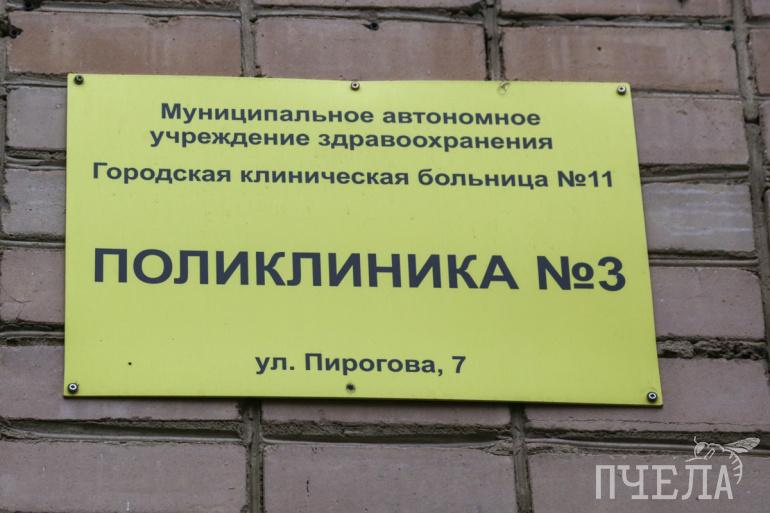 Муниципальное автономное
учреждение здравоохранения
Городская клиническая больница №11
ПОЛИКЛИНИКА №3
ул. Пирогова, 7
ПЧЕЛА